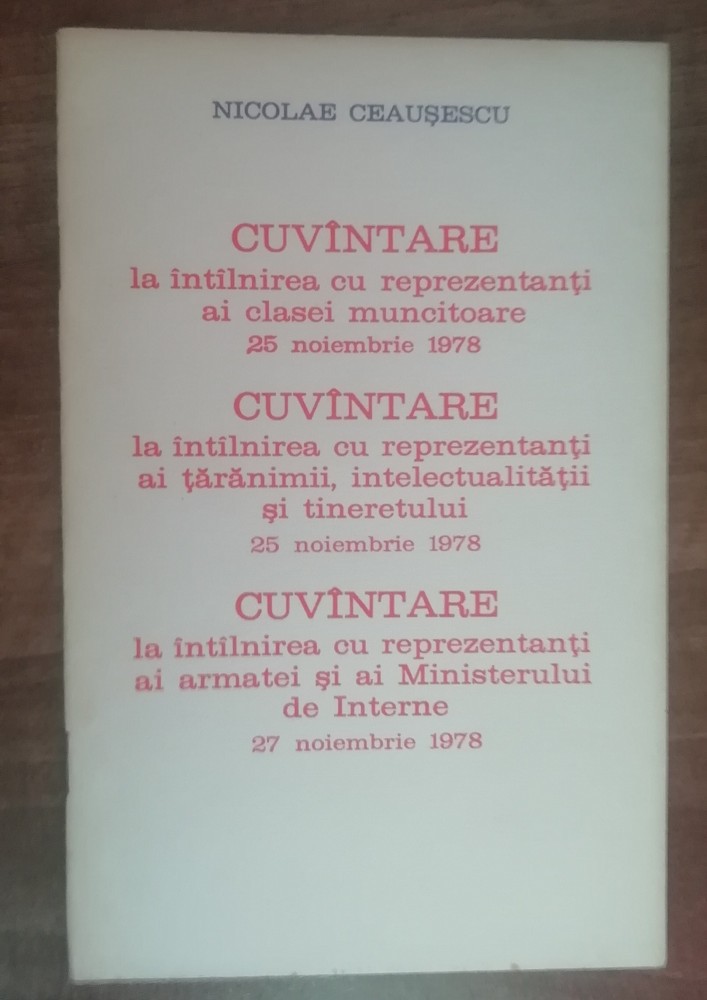 NICOLAE CEAUŞESCU
CUVÎNTARE
la întîlnirea cu reprezentanţi
ai clasei muncitoare
25 noiembrie 1978
CUVÎNTARE
la întîlnirea cu reprezentanţi
ai ţărănimii, intelectualităţii
şi tineretului
25 noiembrie 1978
CUVÎNTARE
la întîlnirea cu reprezentanţi
ai armatei şi ai Ministerului
de Interne
27 noiembrie 1978